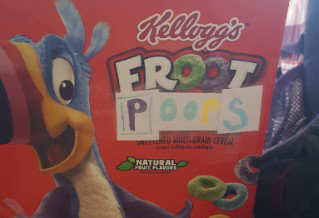 Kellogg's
FROOT
POOPS
SWEETENED MULTI-GRAIN CEREAL
NATURAL
FRUIT FLAVORS